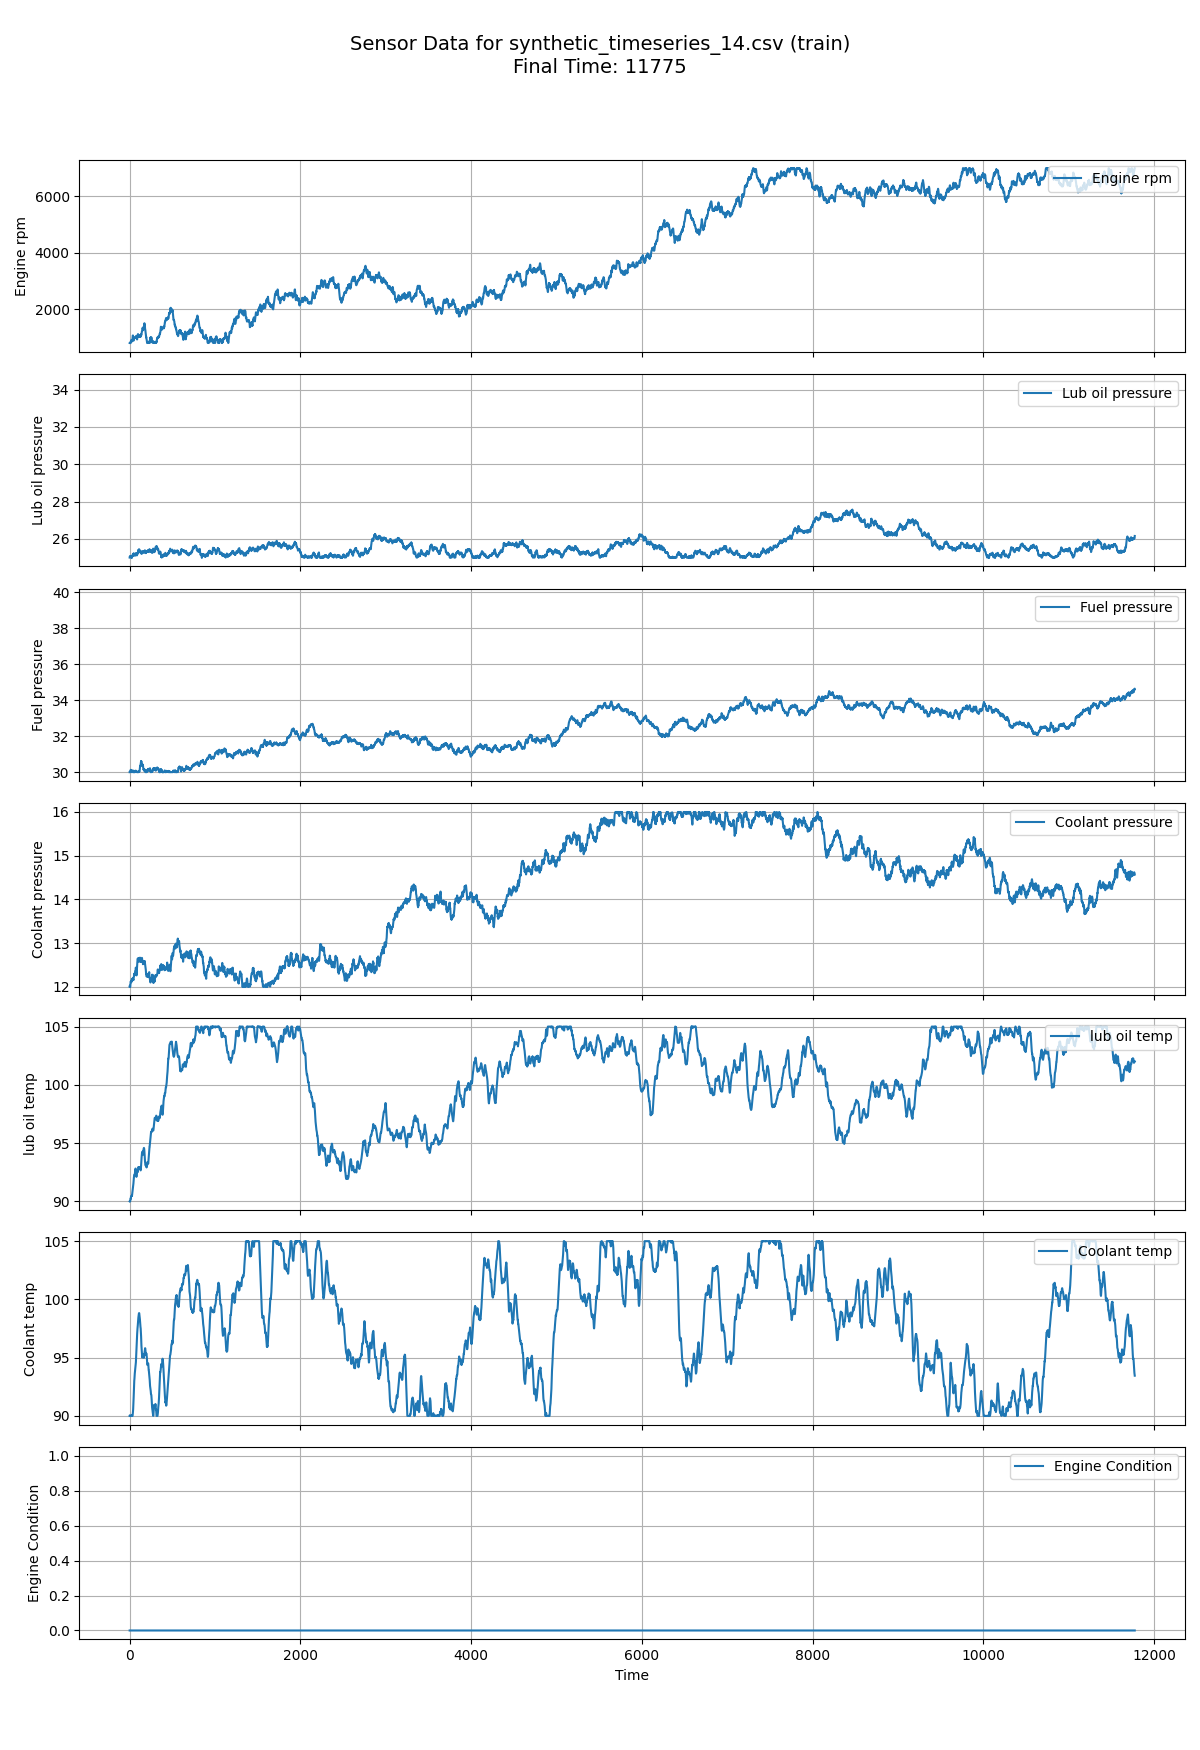 Sensor Data for synthetic_timeseries_14.csv (train)
Final Time: 11775
6000
4000
2000
Engine rpm
Engine rpm
34
32
30
28
26
Lub oil pressure
Lub oil pressure
40
38
36
34
32
30
Fuel pressure
Fuel pressure
16
15
14
13
12
Coolant pressure
Coolant pressure
105
100
95
90
lub oil temp
lub oil temp
105
100
95
90
Coolant temp
Coolant temp
1.0
0.8
0.6
0.4
0.2
0.0
Engine Condition
Engine Condition
0 2000 4000 6000 8000 10000 12000
Time